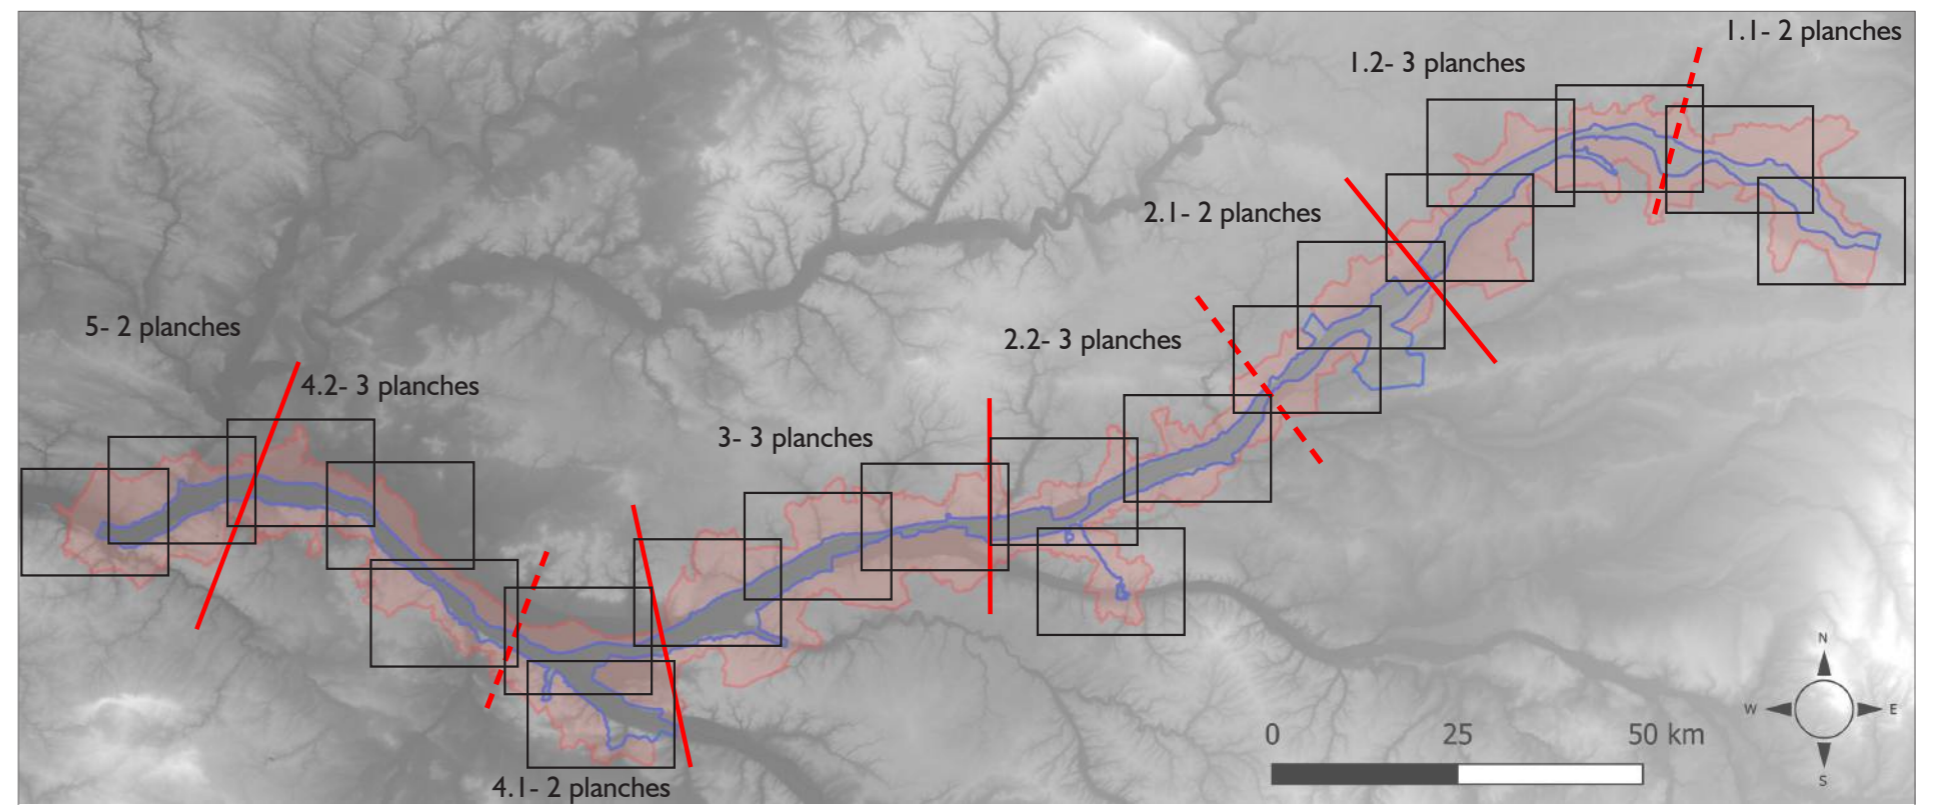 1.1- 2 planches
1.2- 3 planches
2.1- 2 planches
2.2- 3 planches
5- 2 planches
4.2- 3 planches
3- 3 planches
4.1- 2 planches
0 25 50 km
N
W E
S